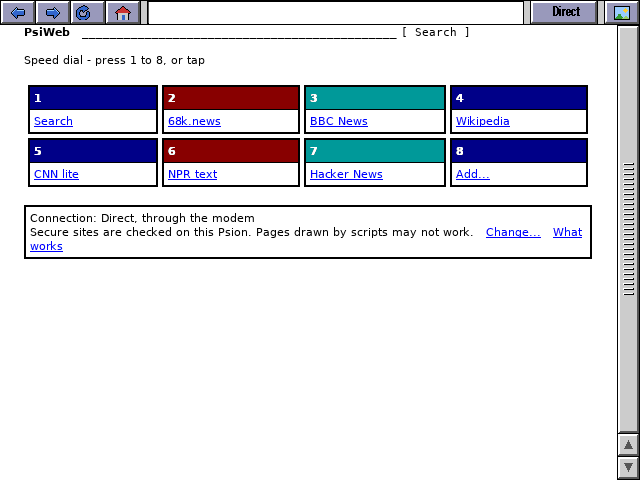 Direct
PsiWeb _____________________________________________ [ Search ]
Speed dial - press 1 to 8, or tap
1 2 3 4
Search 68k.news BBC News Wikipedia
5 6 7 8
CNN lite NPR text Hacker News Add...
Connection: Direct, through the modem
Secure sites are checked on this Psion. Pages drawn by scripts may not work. Change... What
works